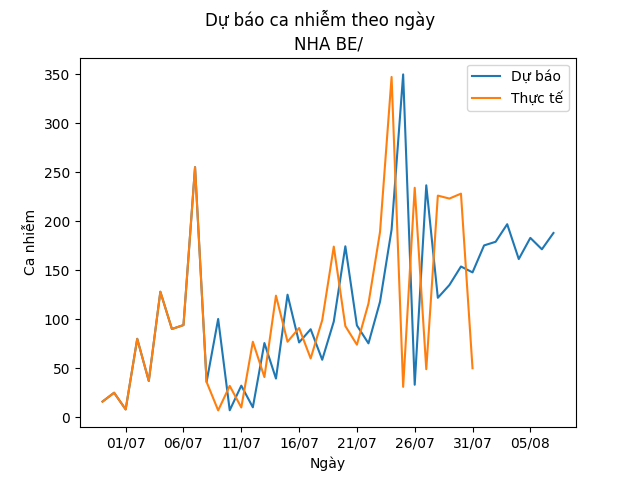 Dự báo ca nhiễm theo ngày
NHA BE/
Dự báo
Thực tế
350
300
250
200
150
100
50
0
Ca nhiễm
01/07 06/07 11/07 16/07 21/07 26/07 31/07 05/08
Ngày